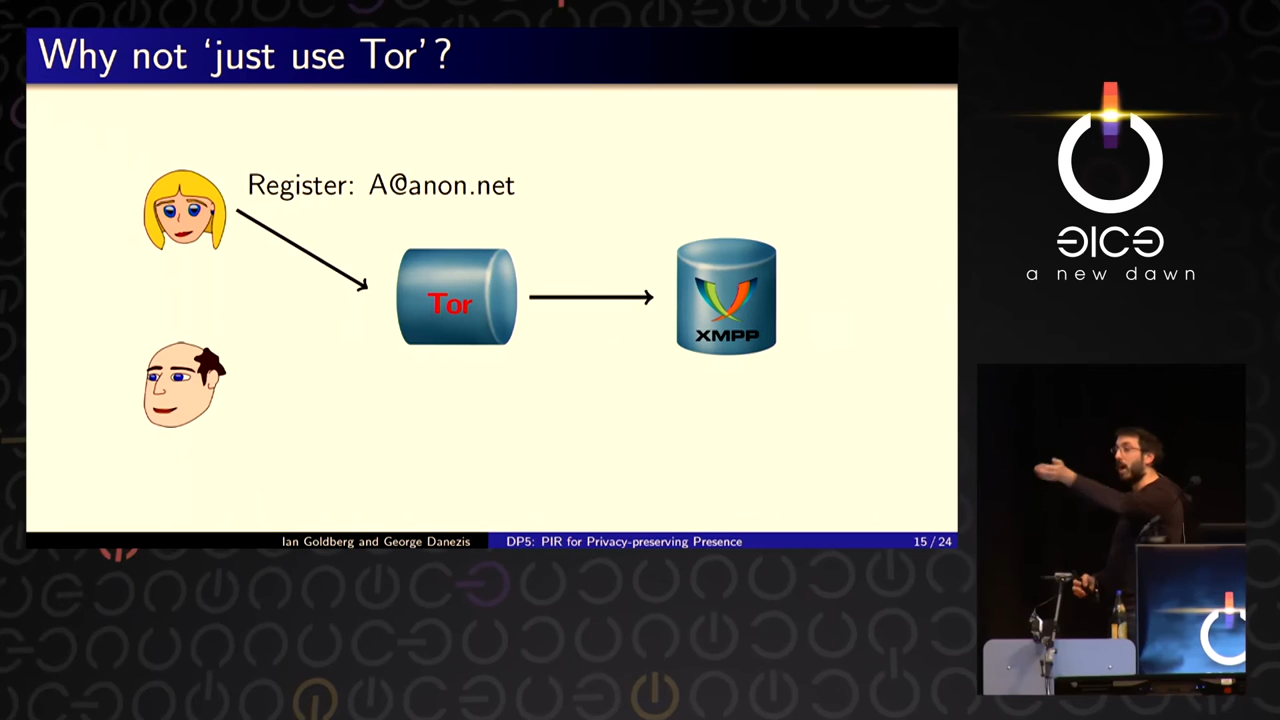 Why not ‘just use Tor’?
Register: A@anon.net
Tor
XMPP
Ian Goldberg and George Danezis
DP5: PIR for Privacy-preserving Presence
15 / 24
a new dawn